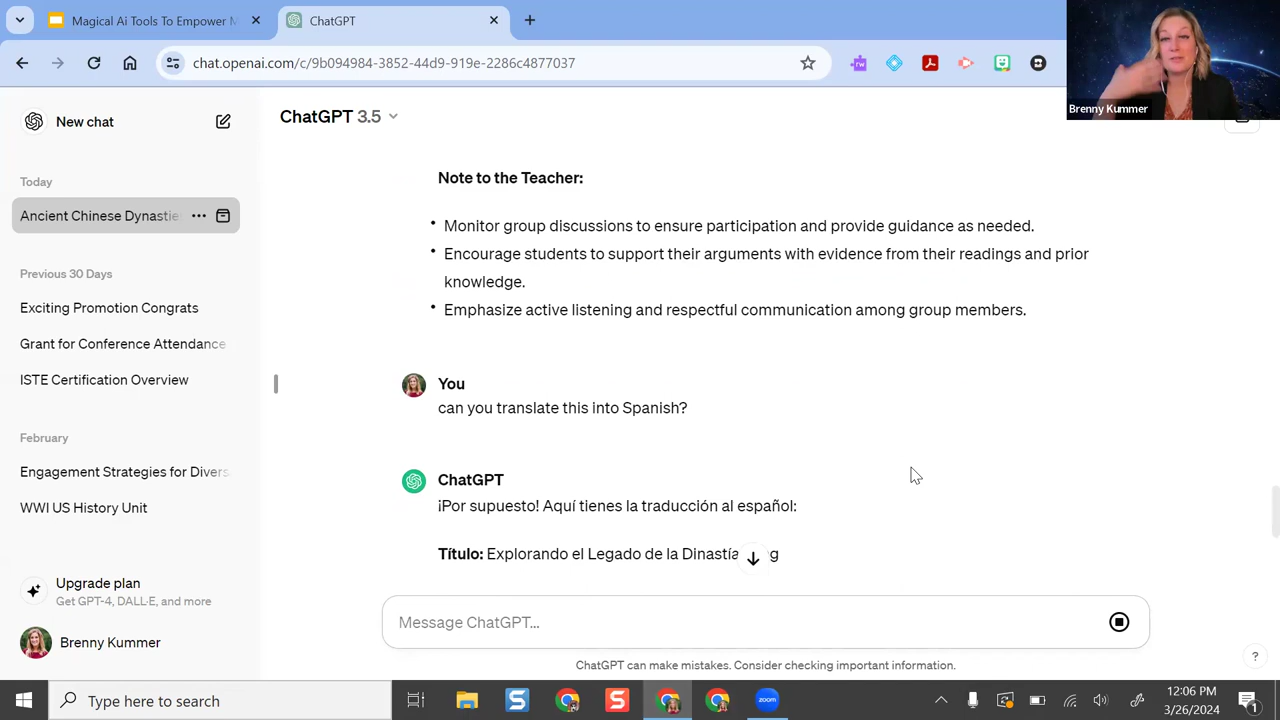 Magical Ai Tools To Empower
ChatGPT
chat.openai.com/c/9b094984-3852-44d9-919e-2286c4877037
Brenny Kummer
New chat
ChatGPT 3.5
Today
Ancient Chinese Dynastie
Previous 30 Days
Exciting Promotion Congrats
Grant for Conference Attendance
ISTE Certification Overview
February
Engagement Strategies for Divers
WWI US History Unit
Upgrade plan
Get GPT-4, DALL·E, and more
Brenny Kummer
Note to the Teacher:
• Monitor group discussions to ensure participation and provide guidance as needed.
• Encourage students to support their arguments with evidence from their readings and prior
knowledge.
• Emphasize active listening and respectful communication among group members.
You
can you translate this into Spanish?
ChatGPT
¡Por supuesto! Aquí tienes la traducción al español:
Título: Explorando el Legado de la Dinastía
Message ChatGPT...
ChatGPT can make mistakes. Consider checking important information.
?
Type here to search
12:06 PM
3/26/2024
1